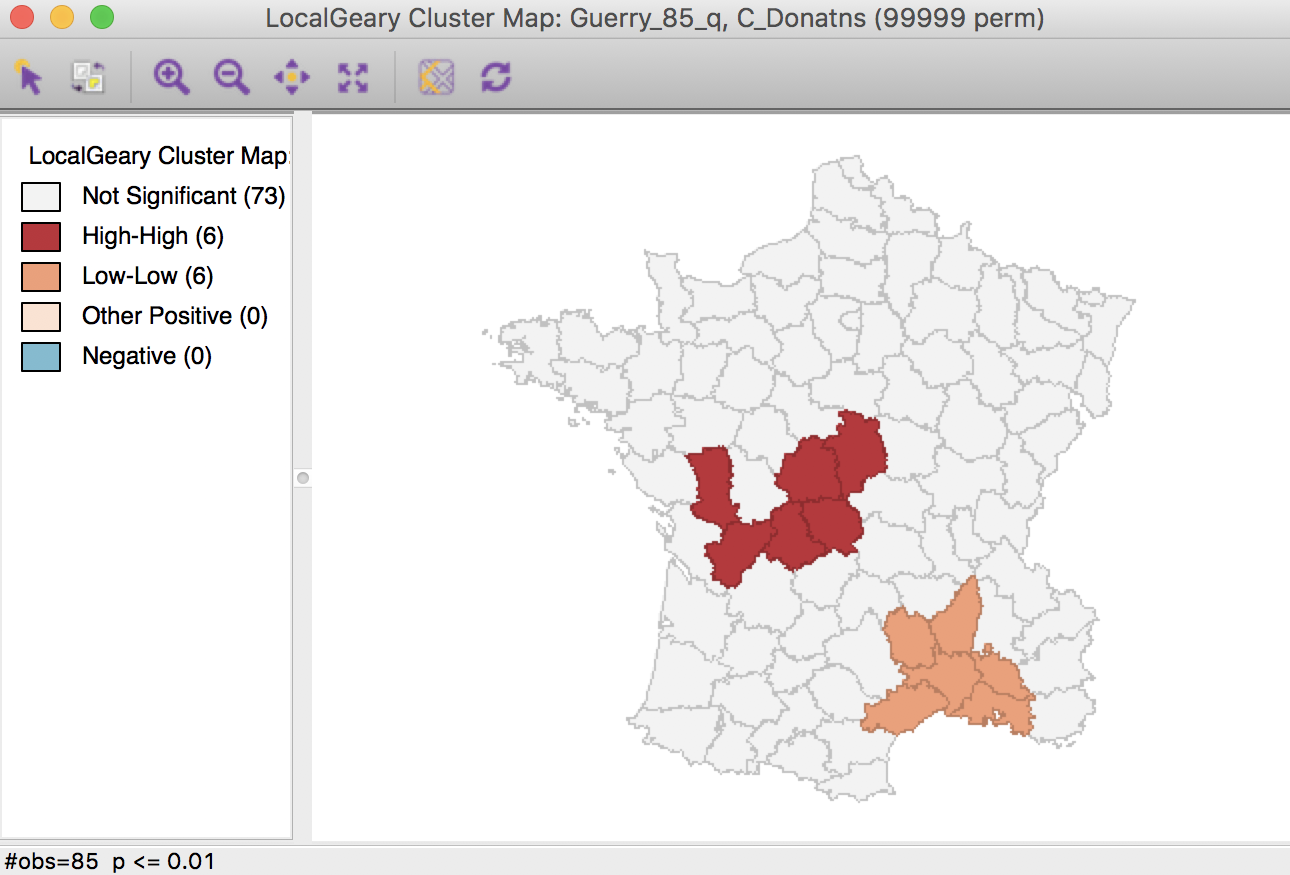 LocalGeary Cluster Map: Guerry_85_q, C_Donatns (99999 perm)
LocalGeary Cluster Map:
Not Significant (73)
High-High (6)
Low-Low (6)
Other Positive (0)
Negative (0)
#obs=85 p <= 0.01